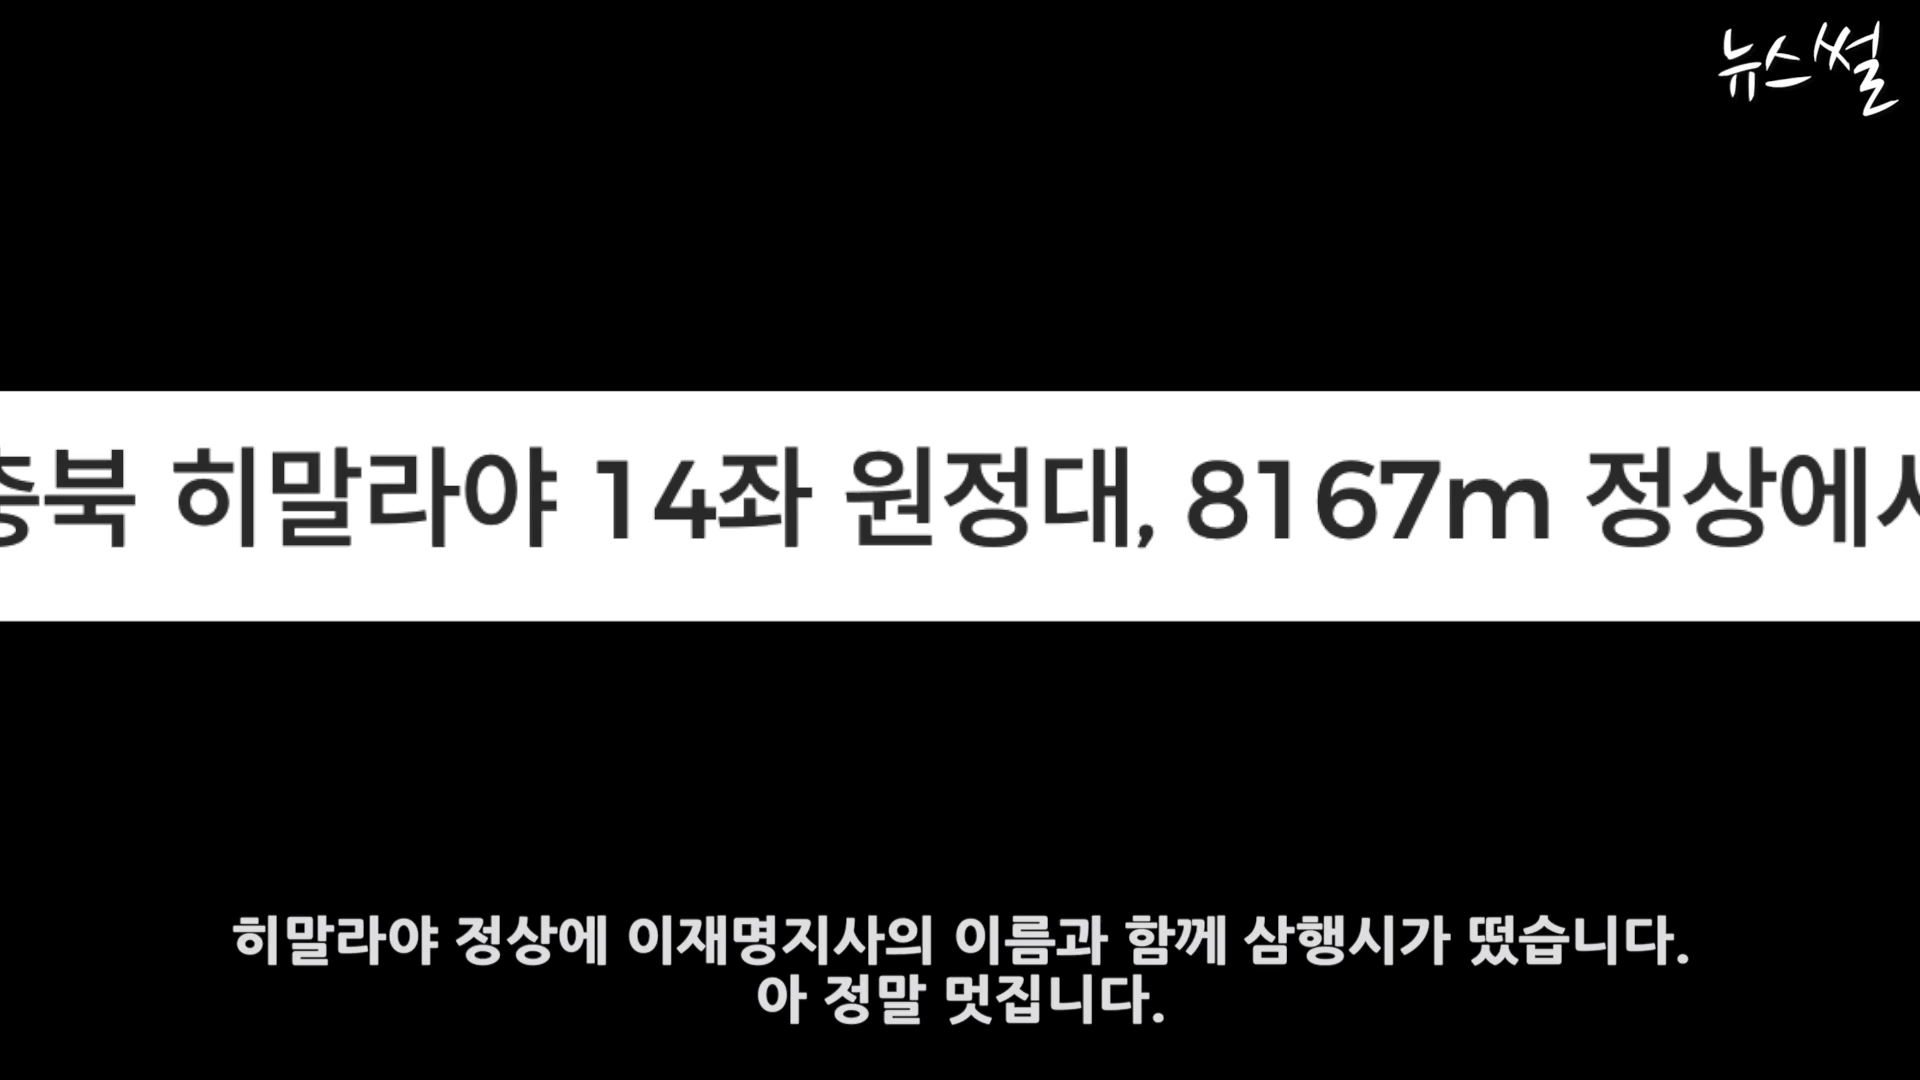 뉴스썰
충북 히말라야 14좌 원정대, 8167m 정상에서
히말라야 정상에 이재명지사의 이름과 함께 삼행시가 떴습니다.
아 정말 멋집니다.